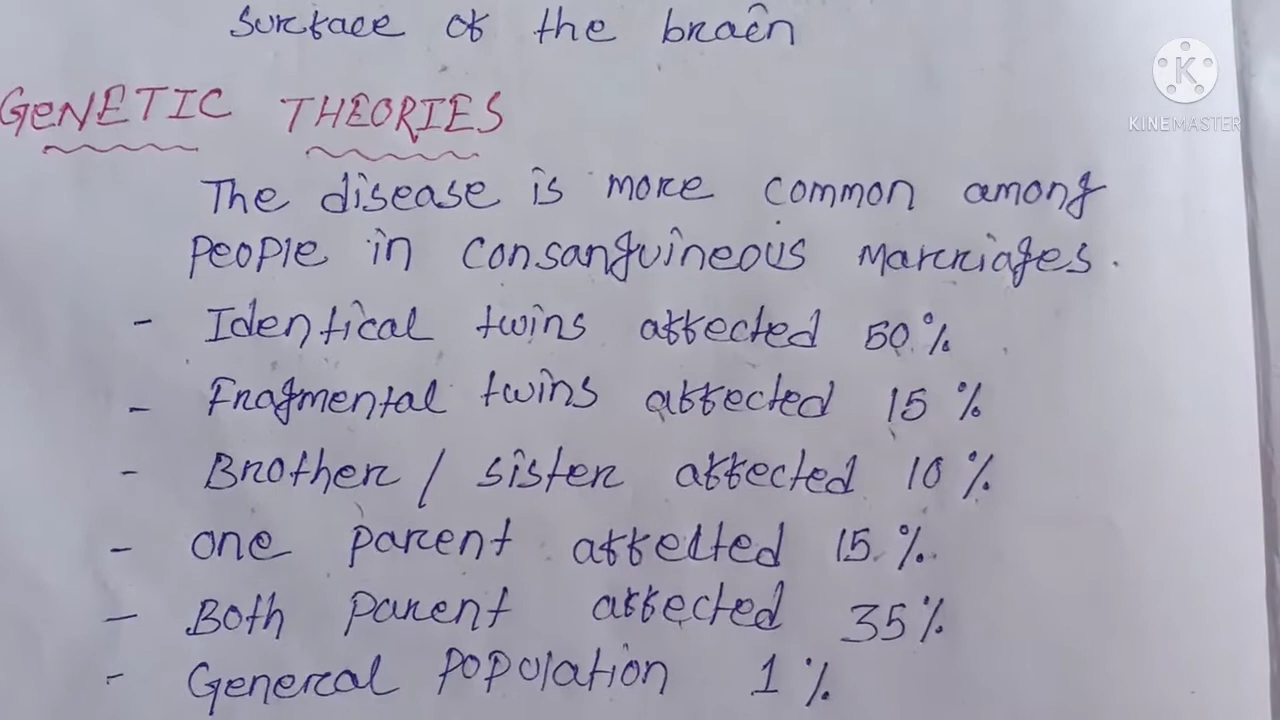 Surface of the brain
K
KINEMASTER
GENETIC THEORIES
The disease is more common among
People in Consanguineous Marriages.
- Identical twins affected 50%
- Fragmental twins affected 15%
- Brother / sister affected 10%
- one parent affected 15%
- Both parent affected 35%
- General population 1%